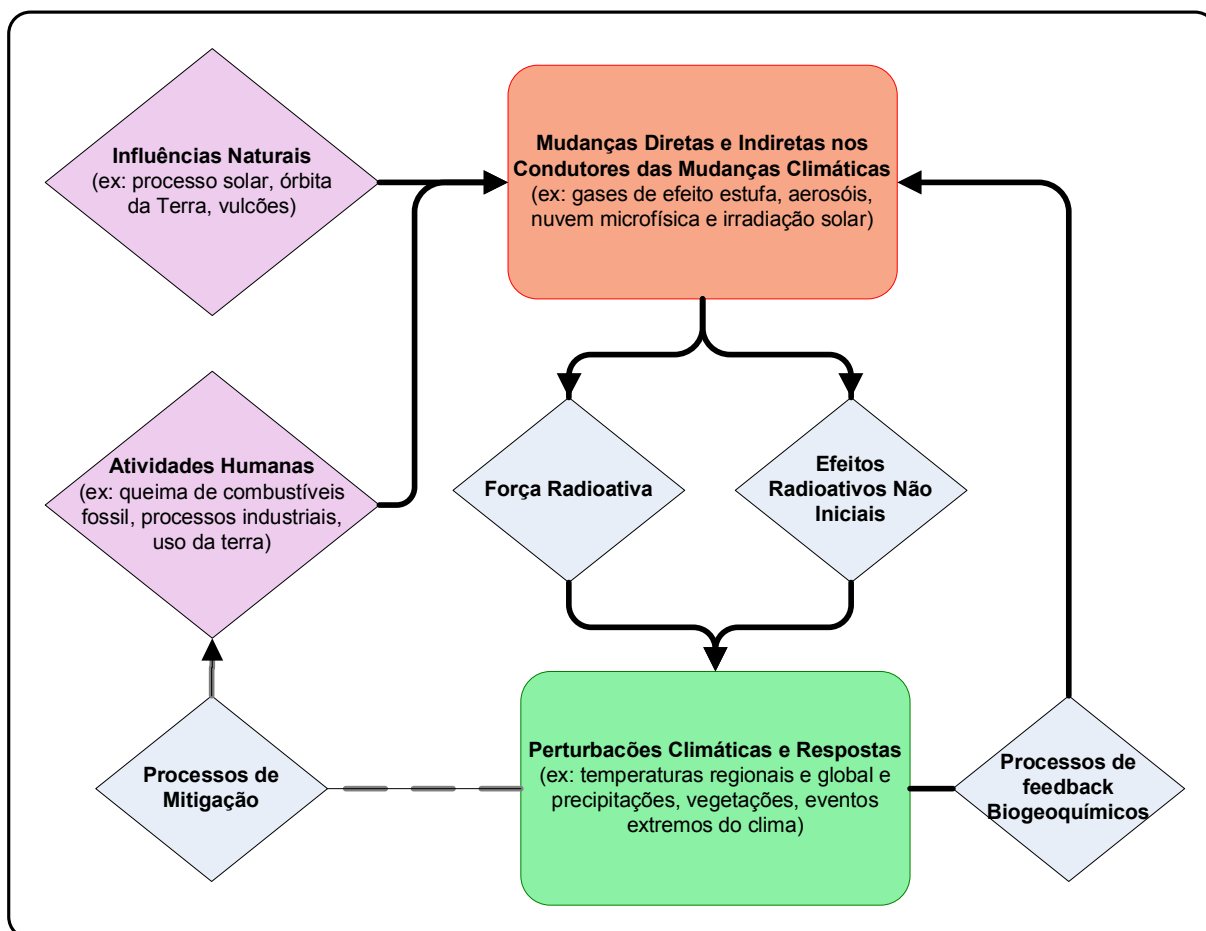 Influências Naturais
(ex: processo solar, órbita
da Terra, vulcões)
Mudanças Diretas e Indiretas nos
Condutores das Mudanças Climáticas
(ex: gases de efeito estufa, aerosóis,
nuvem microfísica e irradiação solar)
Atividades Humanas
(ex: queima de combustíveis
fossil, processos industriais,
uso da terra)
Força Radioativa
Efeitos
Radioativos Não
Iniciais
Processos de
Mitigação
Perturbacões Climáticas e Respostas
(ex: temperaturas regionais e global e
precipitações, vegetações, eventos
extremos do clima)
Processos de
feedback
Biogeoquímicos